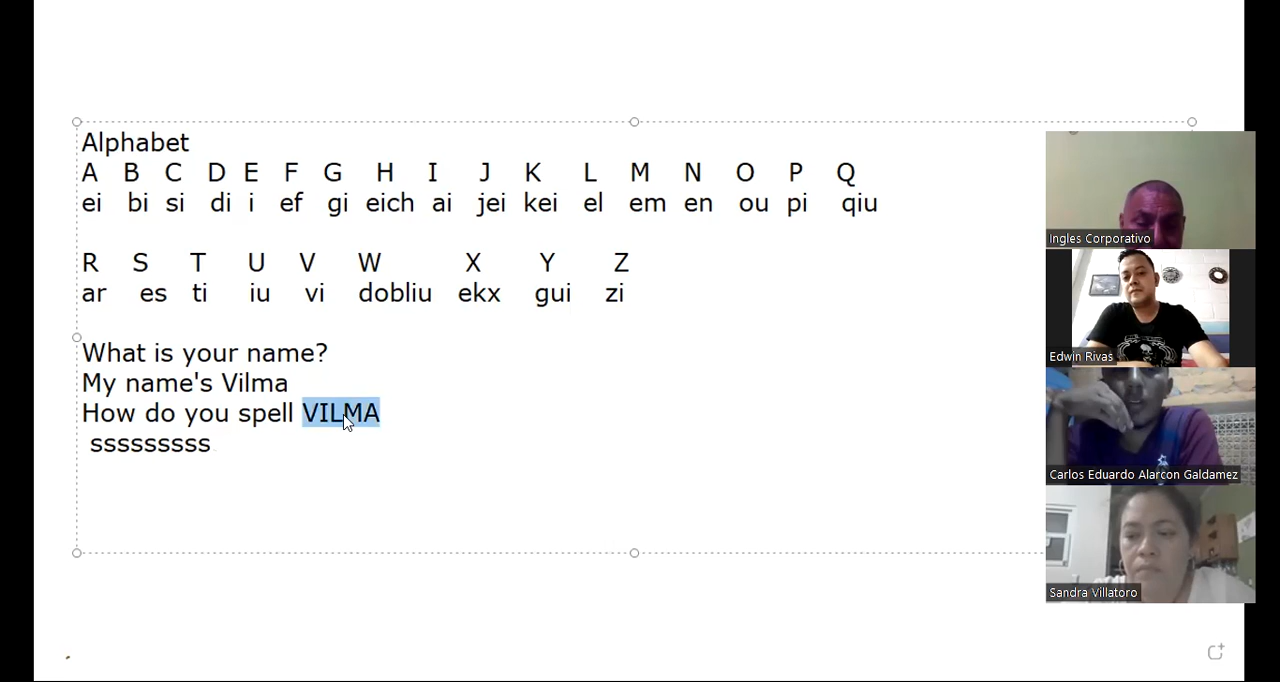 Alphabet
A B C D E F G H I J K L M N O P Q
ei bi si di i ef gi eich ai jei kei el em en ou pi qiu
R S T U V W X Y Z
ar es ti iu vi dobliu ekx gui zi
What is your name?
My name's Vilma
How do you spell VILMA
sssssssss
Ingles Corporativo
Edwin Rivas
Carlos Eduardo Alarcon Galdamez
Sandra Villatoro